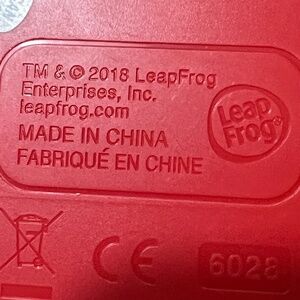 TM & © 2018 LeapFrog
Enterprises, Inc.
leapfrog.com
MADE IN CHINA
FABRIQUÉ EN CHINE
Leap
Frog®
CE
6028